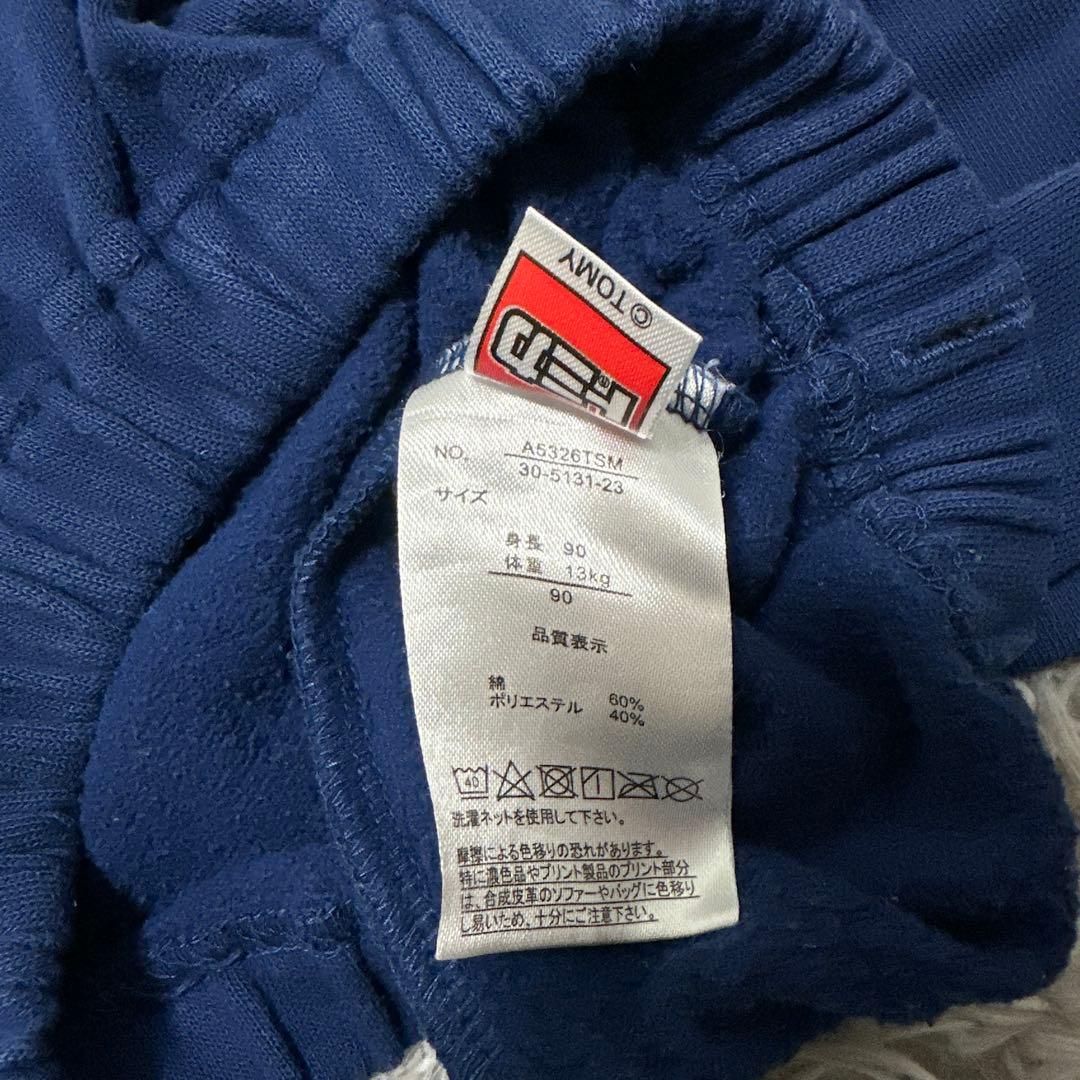 © TOMY
NO. A5326TSM
30-5131-23
サイズ
身長 90
体重 13kg
90
品質表示
綿 60%
ポリエステル 40%
40
洗濯ネットを使用して下さい。
摩擦による色移りの恐れがあります。
特に濃色品やプリント製品のプリント部分
は、合成皮革のソファーやバッグに色移り
し易いため、十分にご注意下さい。